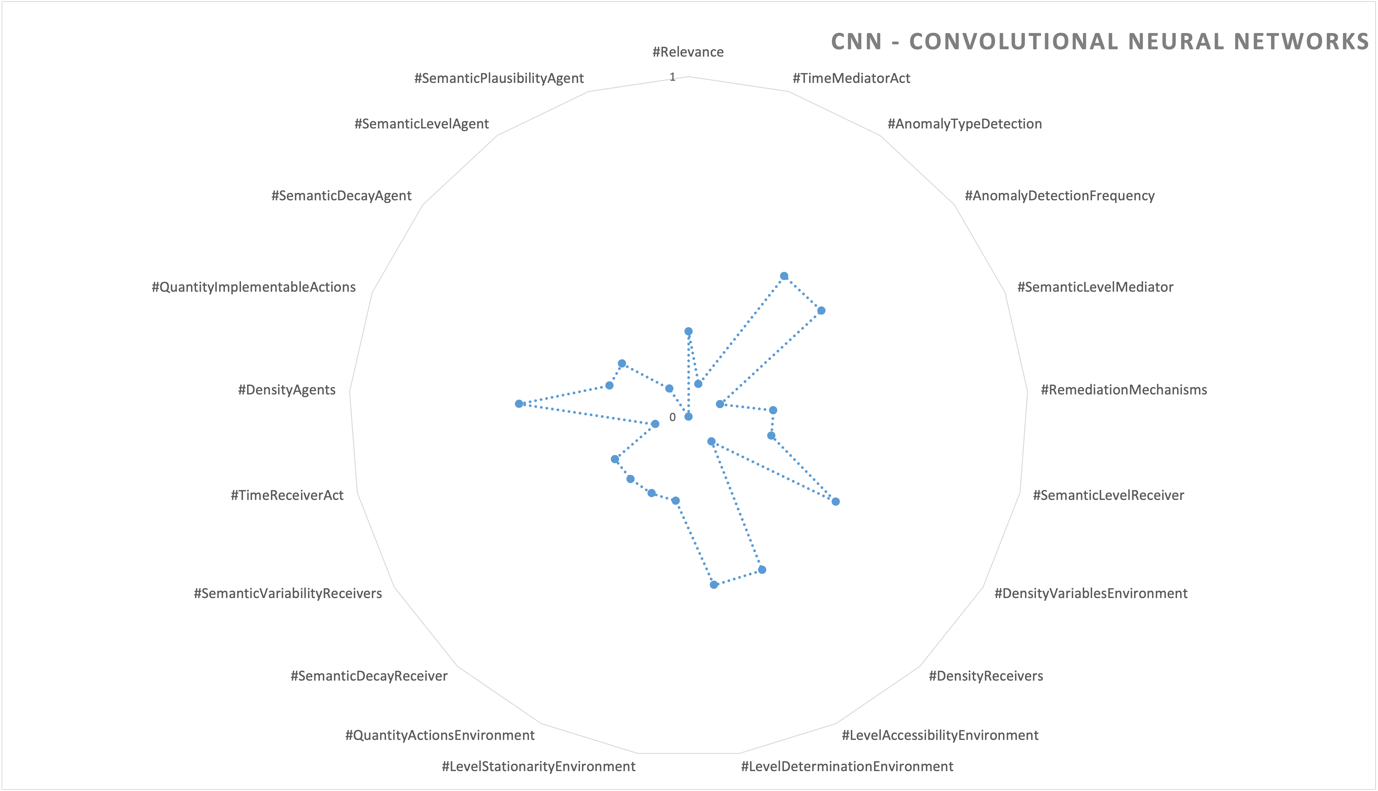 CNN - CONVOLUTIONAL NEURAL NETWORKS
#Relevance
1
#SemanticPlausibilityAgent
#TimeMediatorAct
#SemanticLevelAgent
#AnomalyTypeDetection
#SemanticDecayAgent
#AnomalyDetectionFrequency
#QuantityImplementableActions
#SemanticLevelMediator
#DensityAgents
#RemediationMechanisms
0
#TimeReceiverAct
#SemanticLevelReceiver
#SemanticVariabilityReceivers
#DensityVariablesEnvironment
#SemanticDecayReceiver
#DensityReceivers
#QuantityActionsEnvironment
#LevelAccessibilityEnvironment
#LevelStationarityEnvironment
#LevelDeterminationEnvironment